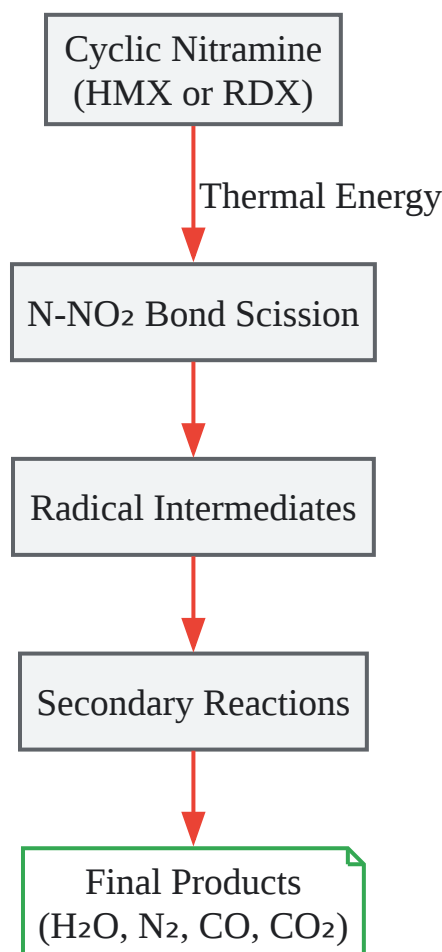 Cyclic Nitramine
(HMX or RDX)
Thermal Energy
N-NO₂ Bond Scission
Radical Intermediates
Secondary Reactions
Final Products
(H₂O, N₂, CO, CO₂)